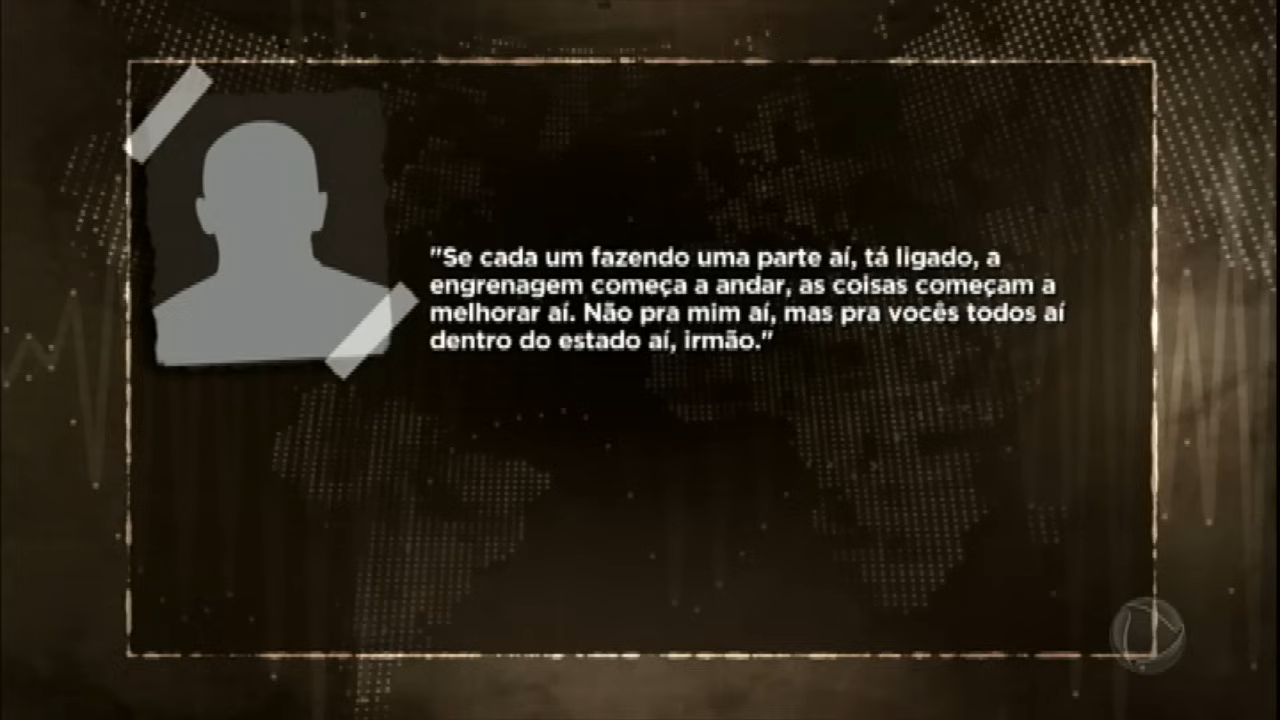 "Se cada um fazendo uma parte aí, tá ligado, a
engrenagem começa a andar, as coisas começam a
melhorar aí. Não pra mim aí, mas pra vocês todos aí
dentro do estado aí, irmão."